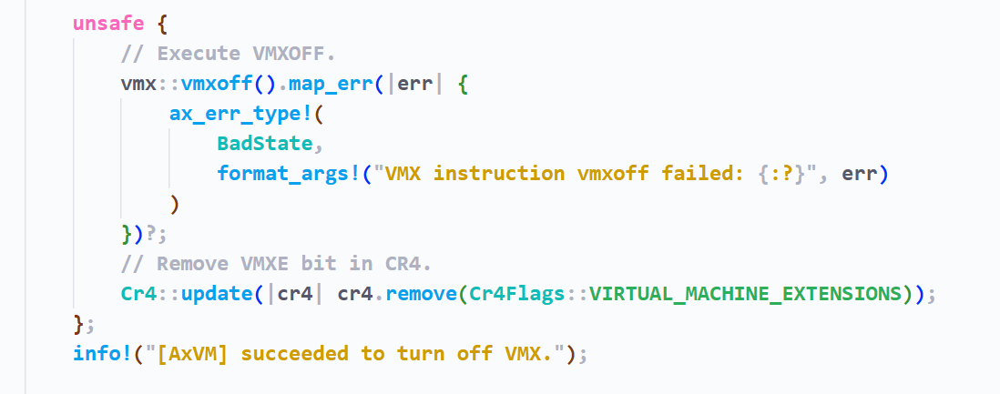 unsafe {
    // Execute VMXOFF.
    vmx::vmxoff().map_err(|err| {
        ax_err_type!(
            BadState,
            format_args!("VMX instruction vmxoff failed: {:?}", err)
        )
    })?;
    // Remove VMXE bit in CR4.
    Cr4::update(|cr4| cr4.remove(Cr4Flags::VIRTUAL_MACHINE_EXTENSIONS));
};
info!("[AxVM] succeeded to turn off VMX.");